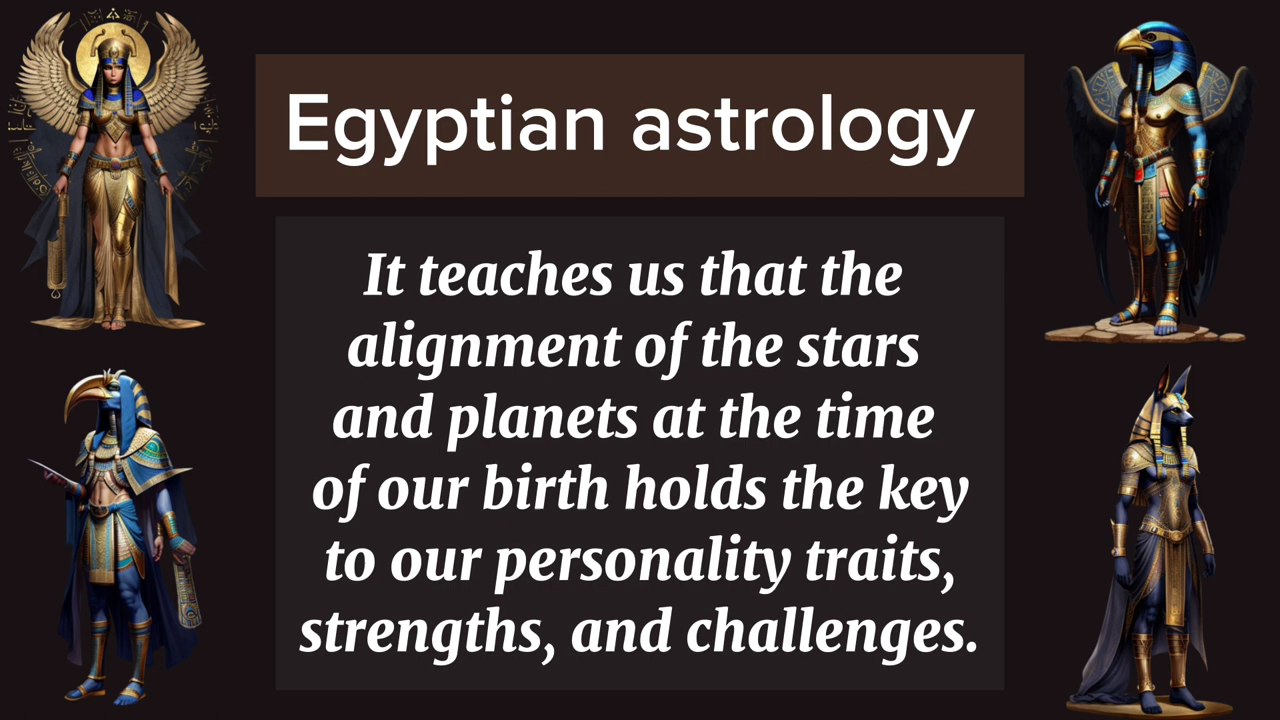 Egyptian astrology
It teaches us that the
alignment of the stars
and planets at the time
of our birth holds the key
to our personality traits,
strengths, and challenges.